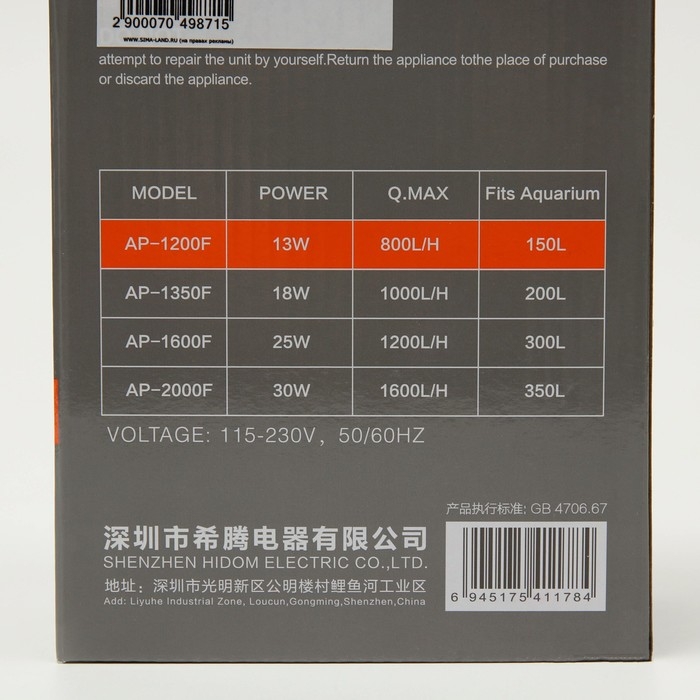 2 900070 498715
WWW.SIMA-LAND.RU (на правах рекламы)
attempt to repair the unit by yourself.Return the appliance tothe place of purchase
or discard the appliance.
MODEL POWER Q.MAX Fits Aquarium
AP-1200F 13W 800L/H 150L
AP-1350F 18W 1000L/H 200L
AP-1600F 25W 1200L/H 300L
AP-2000F 30W 1600L/H 350L
VOLTAGE: 115-230V, 50/60HZ
产品执行标准: GB 4706.67
深圳市希腾电器有限公司
SHENZHEN HIDOM ELECTRIC CO.,LTD.
地址: 深圳市光明新区公明楼村鲤鱼河工业区
Add: Liyuhe Industrial Zone, Loucun,Gongming,Shenzhen,China
6 945175 411784